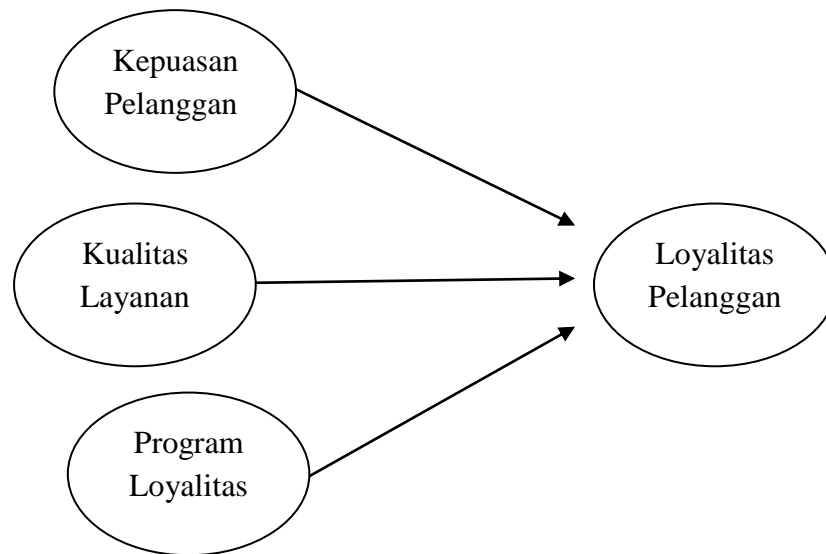 Kepuasan
Pelanggan
Kualitas
Layanan
Loyalitas
Pelanggan
Program
Loyalitas